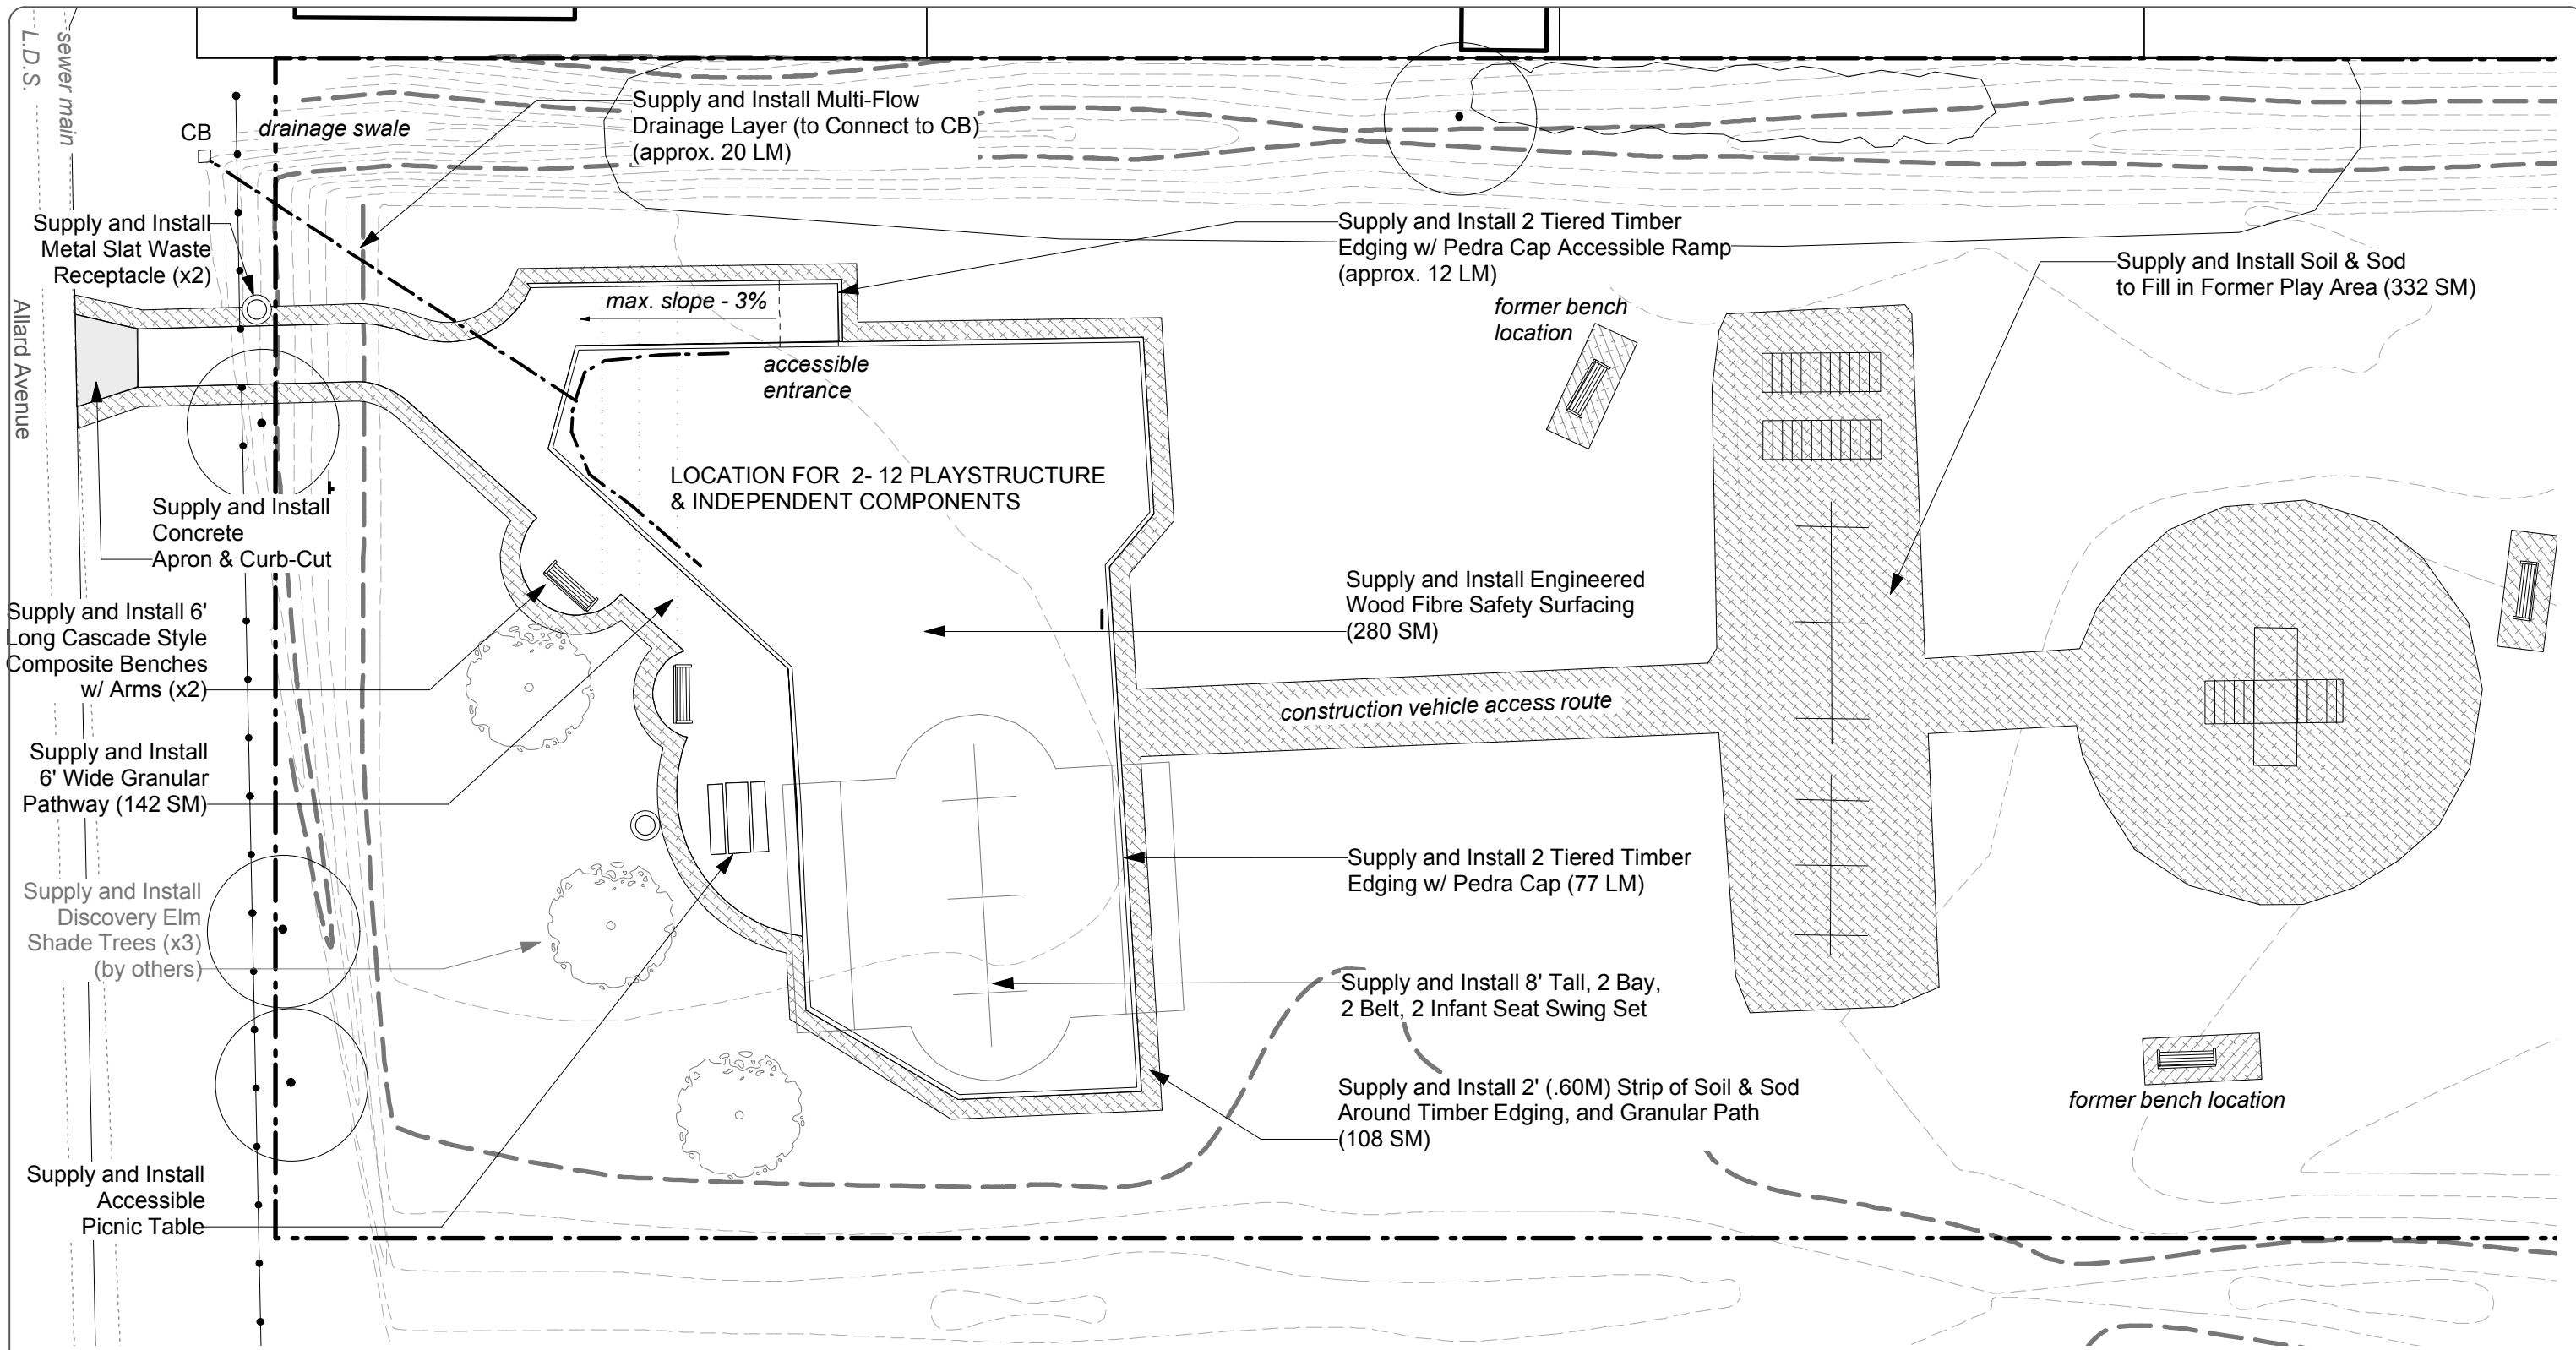 L.D.S.
sewer main
Allard Avenue
CB
drainage swale
Supply and Install Multi-Flow
Drainage Layer (to Connect to CB)
(approx. 20 LM)
Supply and Install
Metal Slat Waste
Receptacle (x2)
max. slope - 3%
accessible
entrance
Supply and Install 2 Tiered Timber
Edging w/ Pedra Cap Accessible Ramp
(approx. 12 LM)
former bench
location
Supply and Install Soil & Sod
to Fill in Former Play Area (332 SM)
LOCATION FOR 2- 12 PLAYSTRUCTURE
& INDEPENDENT COMPONENTS
Supply and Install
Concrete
Apron & Curb-Cut
Supply and Install 6'
Long Cascade Style
Composite Benches
w/ Arms (x2)
Supply and Install Engineered
Wood Fibre Safety Surfacing
(280 SM)
construction vehicle access route
Supply and Install
6' Wide Granular
Pathway (142 SM)
Supply and Install 2 Tiered Timber
Edging w/ Pedra Cap (77 LM)
Supply and Install
Discovery Elm
Shade Trees (x3)
(by others)
Supply and Install 8' Tall, 2 Bay,
2 Belt, 2 Infant Seat Swing Set
Supply and Install 2' (.60M) Strip of Soil & Sod
Around Timber Edging, and Granular Path
(108 SM)
former bench location
Supply and Install
Accessible
Picnic Table